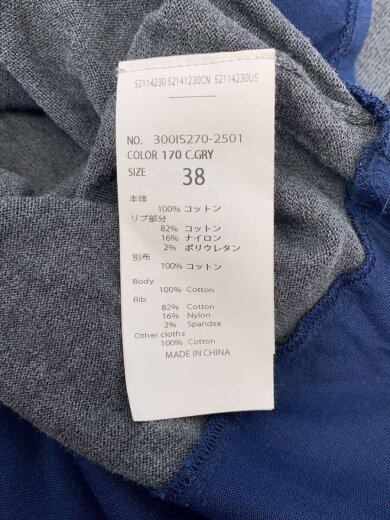 S2114230 S2141230CN S2114230US
NO. 300IS270-2501
COLOR 170 C.GRY
SIZE 38
本体
100% コットン
リブ部分
82% コットン
16% ナイロン
2% ポリウレタン
別布
100% コットン
Body
100% Cotton
Rib
82% Cotton
16% Nylon
2% Spandex
Other cloths
100% Cotton
MADE IN CHINA